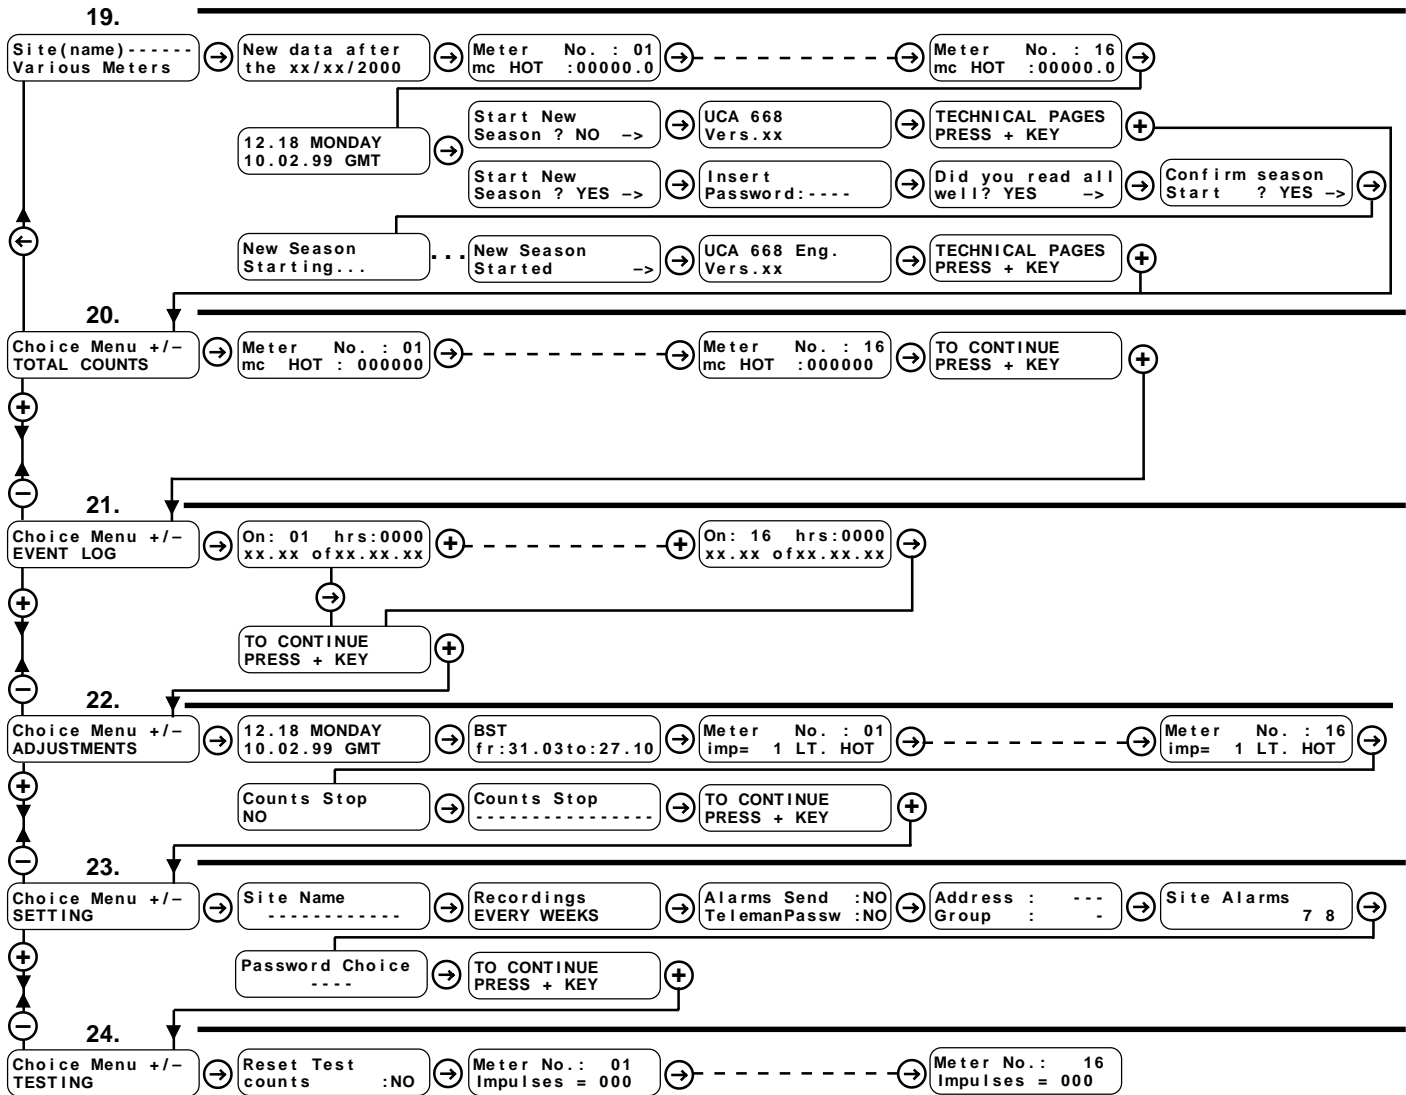 19.
Site(name)------
Various Meters
New data after
the xx/xx/2000
Meter No. : 01
mc HOT :00000.0
Meter No. : 16
mc HOT :00000.0
12.18 MONDAY
10.02.99 GMT
Start New
Season ? NO –>
UCA 668
Vers.xx
TECHNICAL PAGES
PRESS + KEY
Start New
Season ? YES –>
Insert
Password:----
Did you read all
well? YES –>
Confirm season
Start ? YES –>
New Season
Starting...
...
New Season
Started –>
UCA 668 Eng.
Vers.xx
TECHNICAL PAGES
PRESS + KEY
20.
Choice Menu +/–
TOTAL COUNTS
Meter No. : 01
mc HOT : 000000
Meter No. : 16
mc HOT :000000
TO CONTINUE
PRESS + KEY
21.
Choice Menu +/–
EVENT LOG
On: 01 hrs:0000
xx.xx ofxx.xx.xx
On: 16 hrs:0000
xx.xx ofxx.xx.xx
TO CONTINUE
PRESS + KEY
22.
Choice Menu +/–
ADJUSTMENTS
12.18 MONDAY
10.02.99 GMT
BST
fr:31.03to:27.10
Meter No. : 01
imp= 1 LT. HOT
Meter No. : 16
imp= 1 LT. HOT
Counts Stop
NO
Counts Stop
----------------
TO CONTINUE
PRESS + KEY
23.
Choice Menu +/–
SETTING
Site Name
------------
Recordings
EVERY WEEKS
Alarms Send :NO
TelemanPassw :NO
Address : ---
Group : -
Site Alarms
7 8
Password Choice
----
TO CONTINUE
PRESS + KEY
24.
Choice Menu +/–
TESTING
Reset Test
counts :NO
Meter No.: 01
Impulses = 000
Meter No.: 16
Impulses = 000